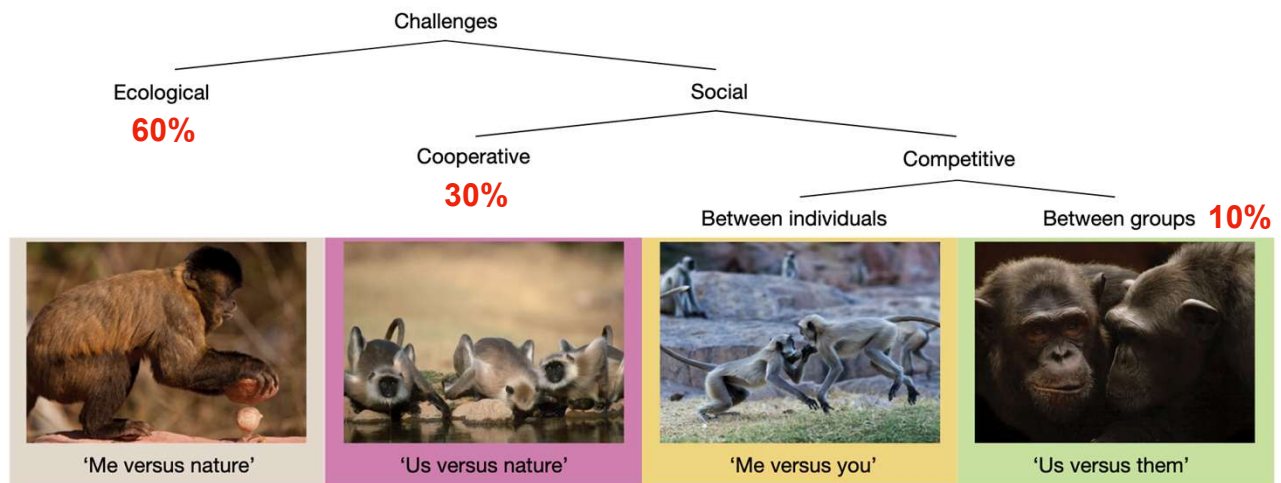 Challenges
Ecological
Social
60%
Cooperative
Competitive
30%
Between individuals
Between groups 10%
‘Me versus nature’
‘Us versus nature’
‘Me versus you’
‘Us versus them’